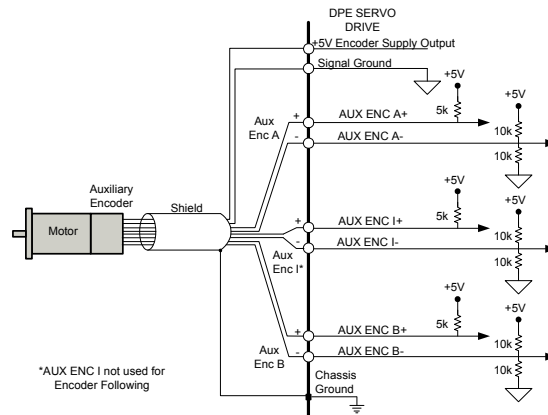 DPE SERVO
DRIVE
+5V Encoder Supply Output
Signal Ground
+5V
+5V
Aux
Enc A
+
AUX ENC A+
5k
10k
-
AUX ENC A-
10k
Auxiliary
Encoder
Shield
+5V
+5V
Motor
+
AUX ENC I+
5k
10k
-
AUX ENC I-
10k
Aux
Enc I*
+5V
+5V
+
AUX ENC B+
5k
10k
Aux
Enc B
-
AUX ENC B-
10k
*AUX ENC I not used for
Encoder Following
Chassis
Ground